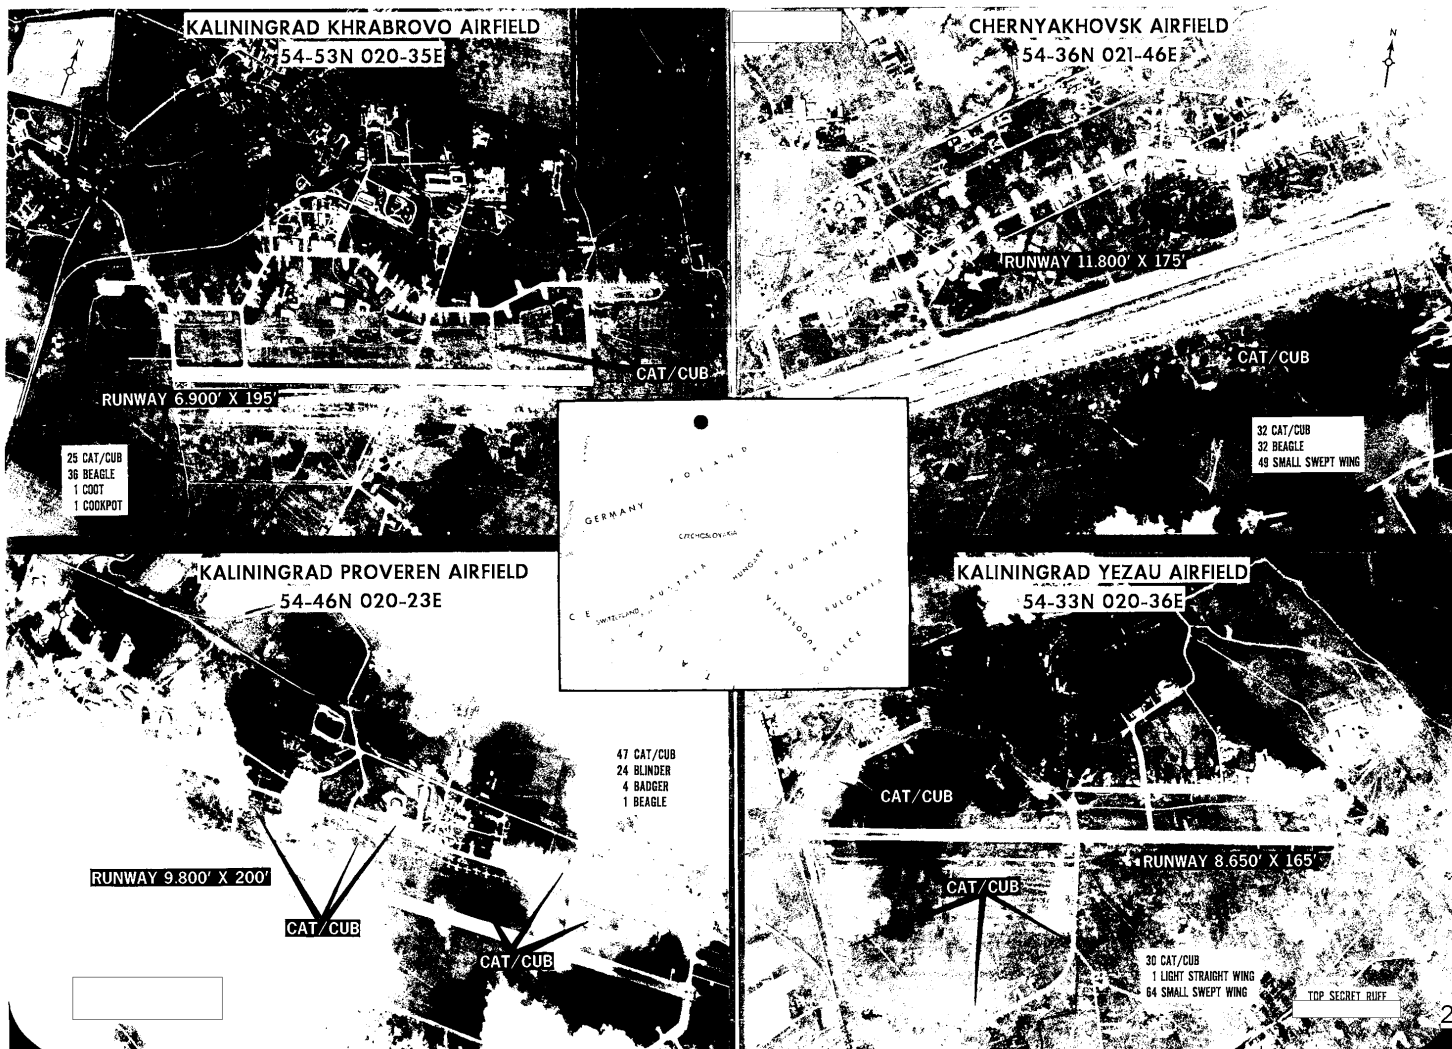 KALININGRAD KHRABROVO AIRFIELD
54-53N 020-35E
N
CAT/CUB
RUNWAY 6.900' X 195'
25 CAT/CUB
36 BEAGLE
1 COOT
1 COOKPOT
CHERNYAKHOVSK AIRFIELD
54-36N 021-46E
N
RUNWAY 11.800' X 175'
CAT/CUB
32 CAT/CUB
32 BEAGLE
49 SMALL SWEPT WING
POLAND
GERMANY
CZECHOSLOVAKIA
HUNGARY
RUMANIA
AUSTRIA
SWITZERLAND
CE
ITALY
YUGOSLAVIA
BULGARIA
GREECE
KALININGRAD PROVEREN AIRFIELD
54-46N 020-23E
47 CAT/CUB
24 BLINDER
4 BADGER
1 BEAGLE
RUNWAY 9.800' X 200'
CAT/CUB
CAT/CUB
KALININGRAD YEZAU AIRFIELD
54-33N 020-36E
CAT/CUB
RUNWAY 8.650' X 165'
CAT/CUB
30 CAT/CUB
1 LIGHT STRAIGHT WING
64 SMALL SWEPT WING
TOP SECRET RUFF
2